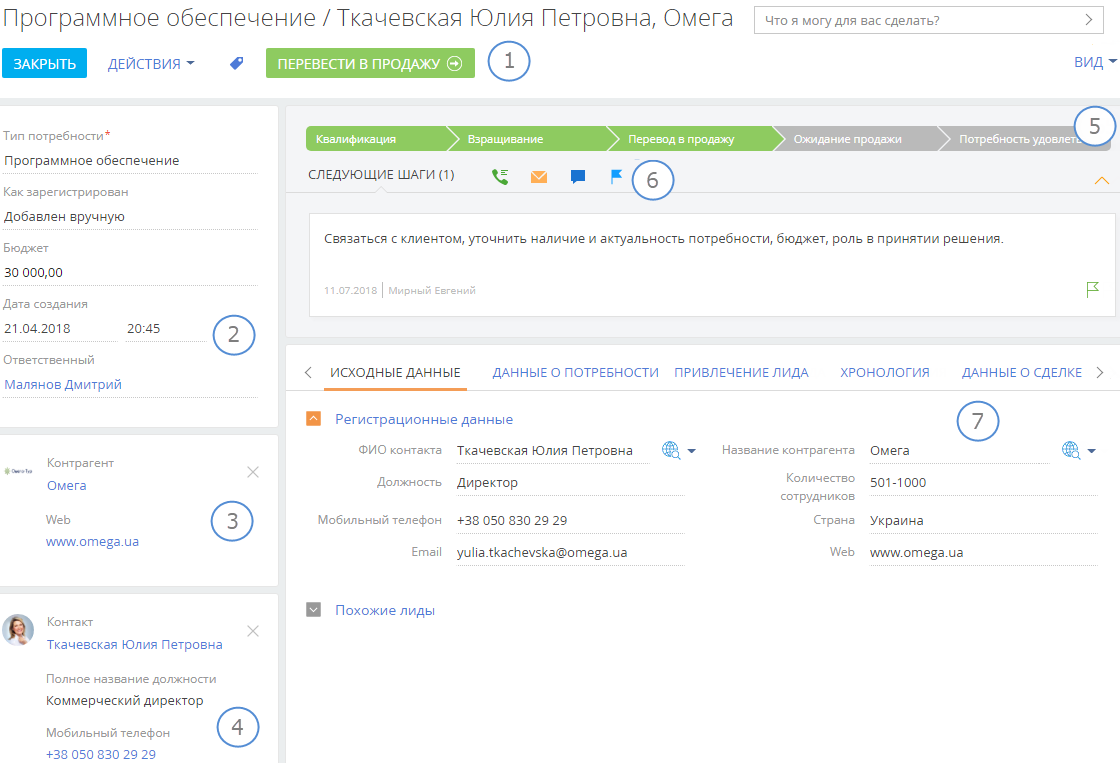 Программное обеспечение / Ткачевская Юлия Петровна, Омега
Что я могу для вас сделать?
ЗАКРЫТЬ
ДЕЙСТВИЯ
ПЕРЕВЕСТИ В ПРОДАЖУ
1
ВИД
Тип потребности*
Программное обеспечение
Как зарегистрирован
Добавлен вручную
Бюджет
30 000,00
Дата создания
21.04.2018 20:45
2
Ответственный
Малянов Дмитрий
Контрагент
Омега
Web
www.omega.ua
3
Контакт
Ткачевская Юлия Петровна
Полное название должности
Коммерческий директор
Мобильный телефон
+38 050 830 29 29
4
Квалификация
Взращивание
Перевод в продажу
Ожидание продажи
Потребность удовлет
5
СЛЕДУЮЩИЕ ШАГИ (1)
6
Связаться с клиентом, уточнить наличие и актуальность потребности, бюджет, роль в принятии решения.
11.07.2018 Мирный Евгений
ИСХОДНЫЕ ДАННЫЕ
ДАННЫЕ О ПОТРЕБНОСТИ
ПРИВЛЕЧЕНИЕ ЛИДА
ХРОНОЛОГИЯ
ДАННЫЕ О СДЕЛКЕ
7
Регистрационные данные
ФИО контакта Ткачевская Юлия Петровна
Название контрагента Омега
Должность Директор
Количество
сотрудников 501-1000
Мобильный телефон +38 050 830 29 29
Страна Украина
Email yulia.tkachevska@omega.ua
Web www.omega.ua
Похожие лиды